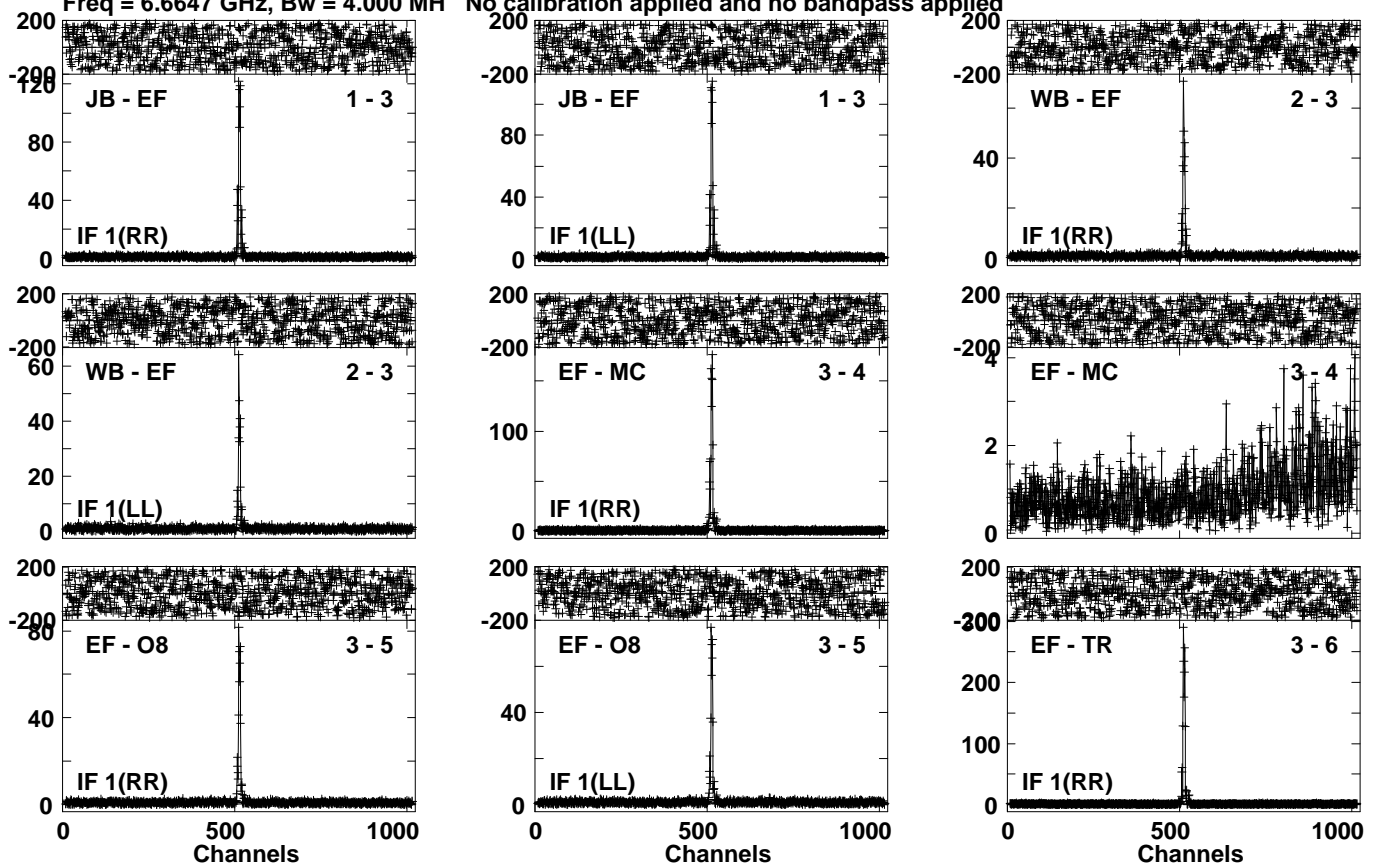 Freq = 6.6647 GHz, Bw = 4.000 MH No calibration applied and no bandpass applied
200
-200
120
80
40
0
JB - EF 1 - 3
IF 1(RR)
200
-200
80
40
0
JB - EF 1 - 3
IF 1(LL)
200
-200
40
0
WB - EF 2 - 3
IF 1(RR)
200
-200
60
40
20
0
WB - EF 2 - 3
IF 1(LL)
200
-200
100
0
EF - MC 3 - 4
IF 1(RR)
200
-200
4
2
0
EF - MC 3 - 4
200
-200
80
40
0
EF - O8 3 - 5
IF 1(RR)
0 500 1000
Channels
200
-200
40
0
EF - O8 3 - 5
IF 1(LL)
0 500 1000
Channels
200
-200
300
200
100
0
EF - TR 3 - 6
IF 1(RR)
0 500 1000
Channels